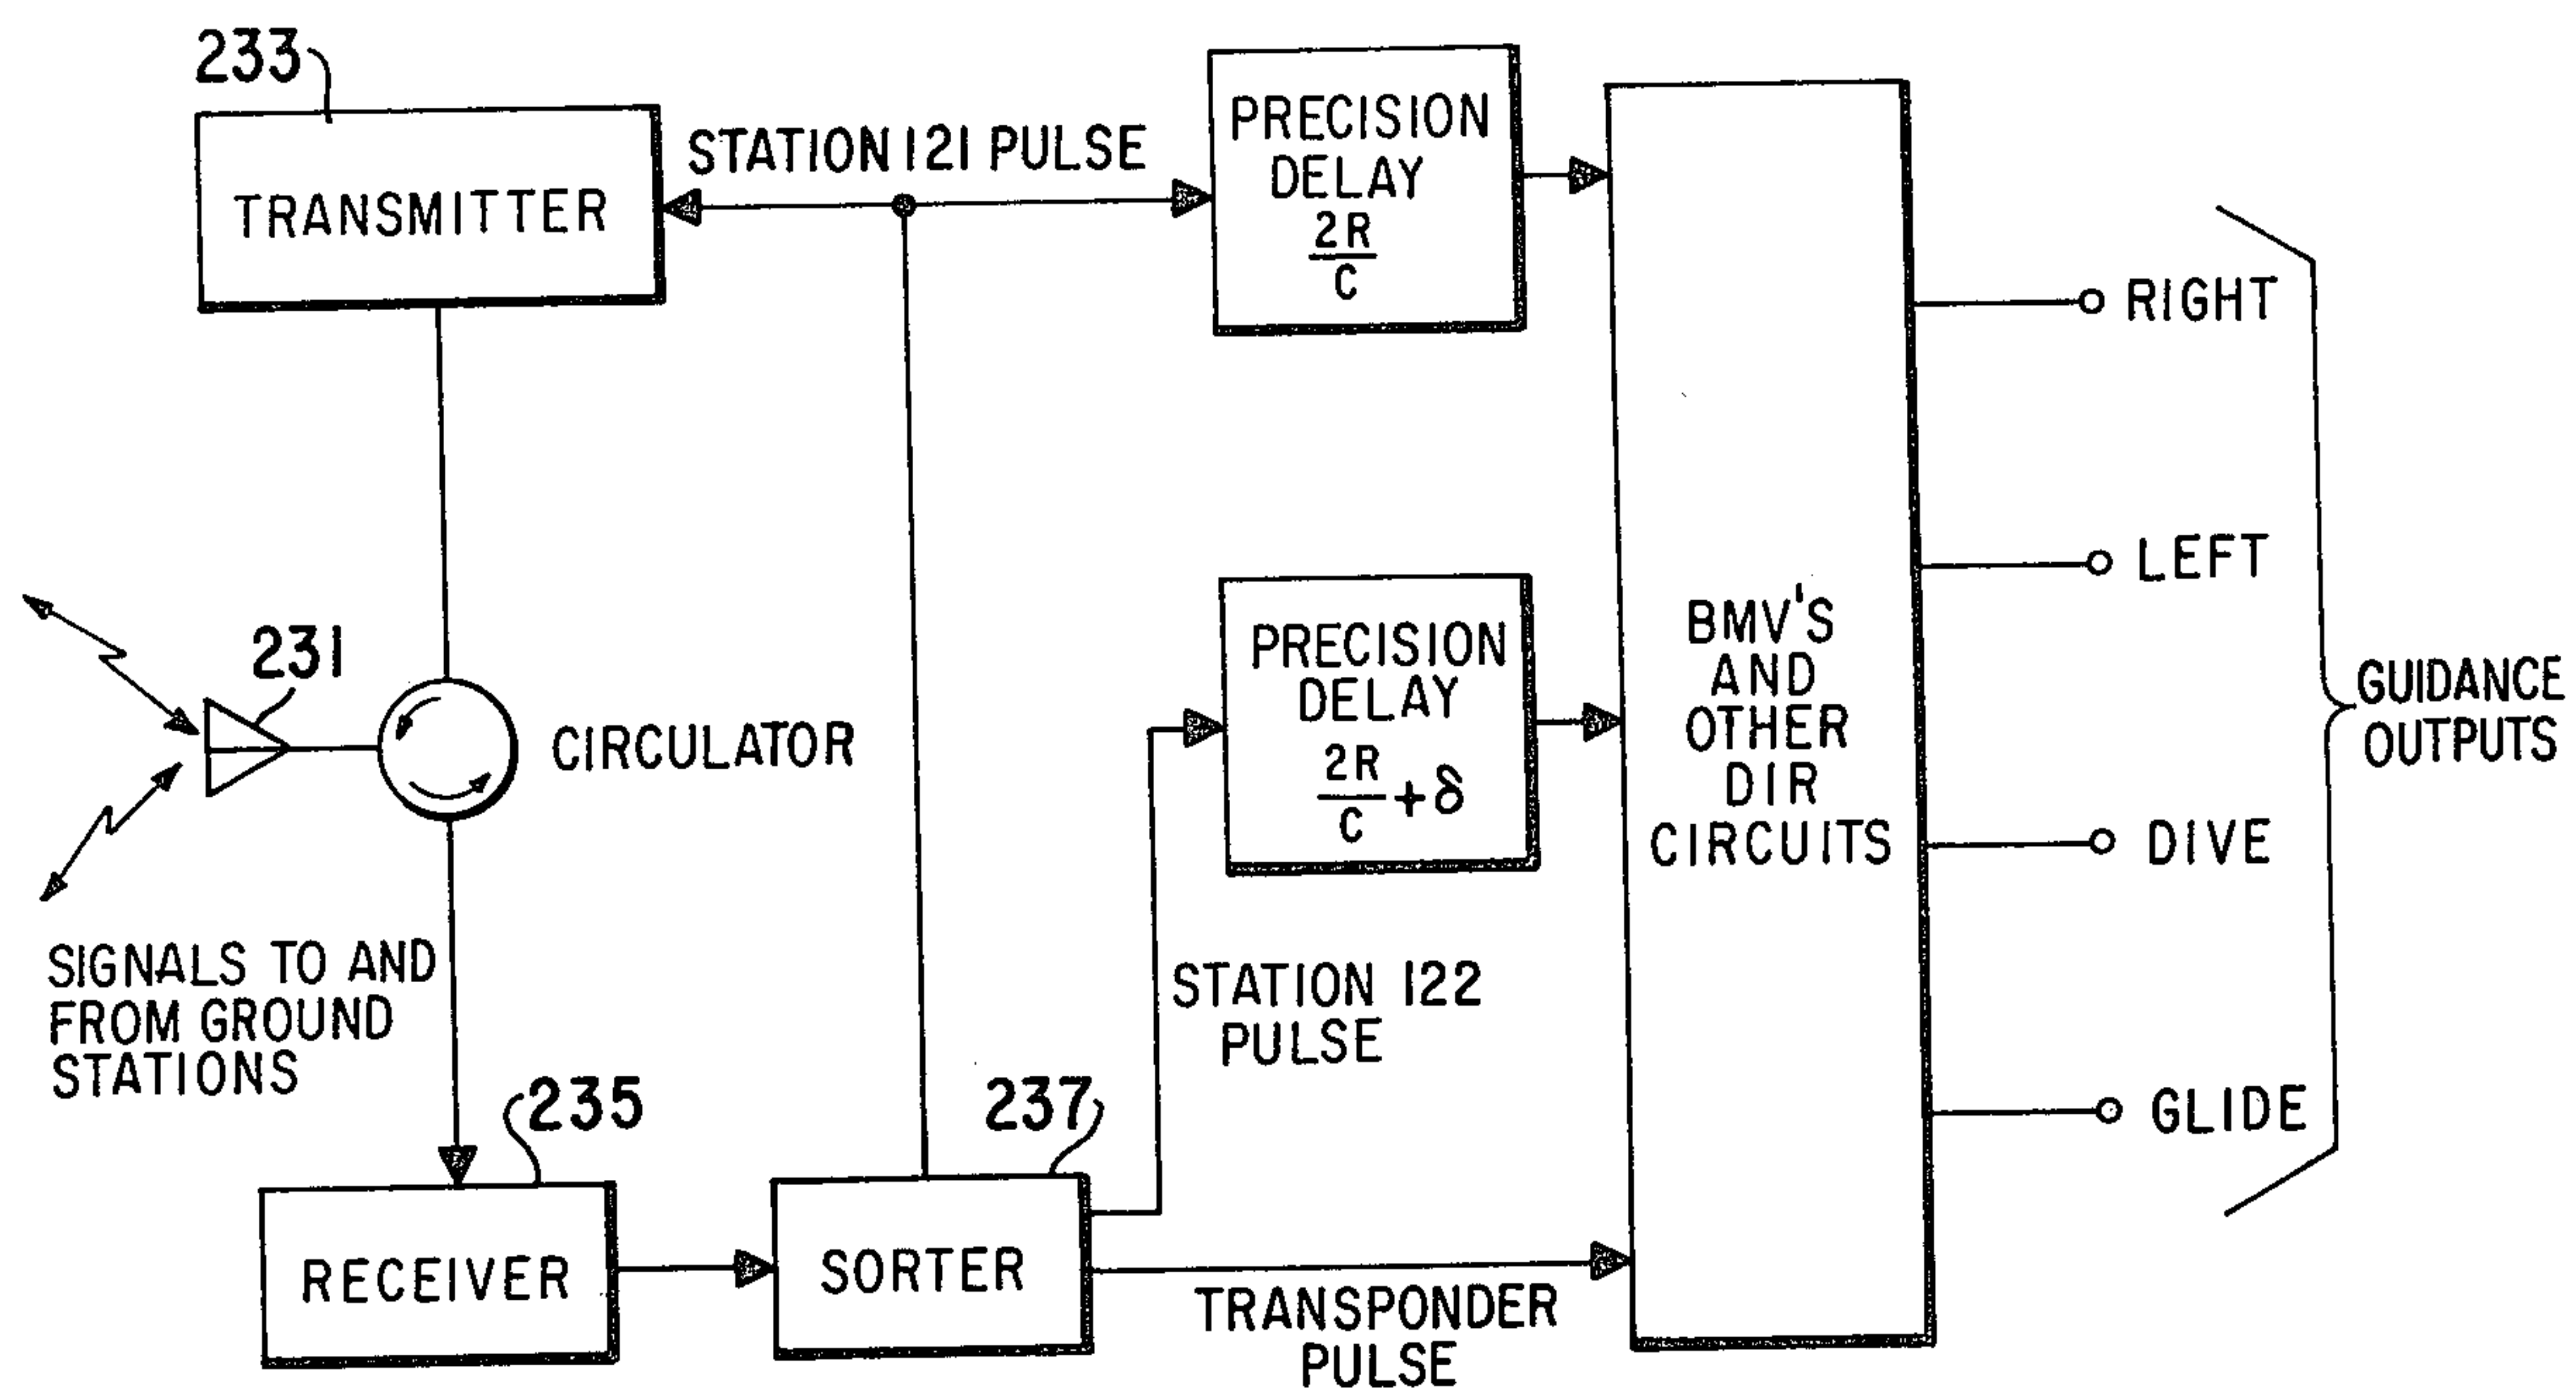 233
TRANSMITTER
STATION 121 PULSE
PRECISION
DELAY
2R
C
231
CIRCULATOR
SIGNALS TO AND
FROM GROUND
STATIONS
235
RECEIVER
237
SORTER
PRECISION
DELAY
2R
C
+δ
STATION 122
PULSE
TRANSPONDER
PULSE
BMV'S
AND
OTHER
DIR
CIRCUITS
RIGHT
LEFT
DIVE
GLIDE
GUIDANCE
OUTPUTS